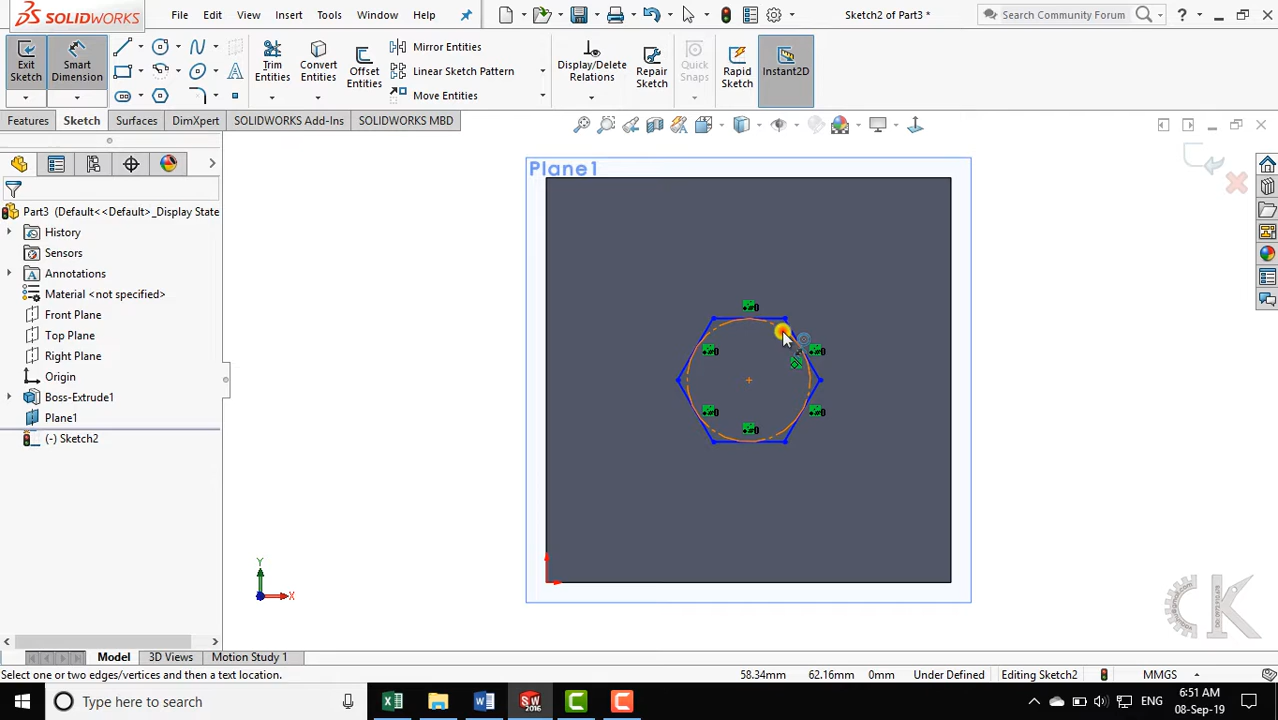 SOLIDWORKS
File Edit View Insert Tools Window Help
Sketch2 of Part3 *
Search Community Forum
Exit Sketch
Smart Dimension
Trim Entities
Convert Entities
Offset Entities
Mirror Entities
Linear Sketch Pattern
Move Entities
Display/Delete Relations
Repair Sketch
Quick Snaps
Rapid Sketch
Instant2D
Features Sketch Surfaces DimXpert SOLIDWORKS Add-Ins SOLIDWORKS MBD
Plane1
Part3 (Default<<Default>_Display State
History
Sensors
Annotations
Material <not specified>
Front Plane
Top Plane
Right Plane
Origin
Boss-Extrude1
Plane1
(-) Sketch2
Y
X
Model 3D Views Motion Study 1
Select one or two edges/vertices and then a text location.
58.34mm 62.16mm 0mm Under Defined Editing Sketch2 MMGS
Type here to search
ENG
6:51 AM
08-Sep-19